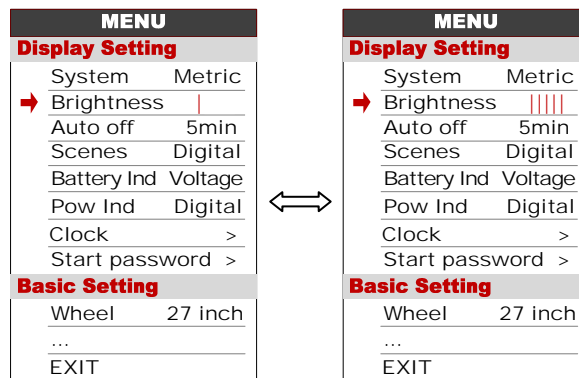 MENU
Display Setting
System Metric
Brightness |
Auto off 5min
Scenes Digital
Battery Ind Voltage
Pow Ind Digital
Clock >
Start password >
Basic Setting
Wheel 27 inch
...
EXIT
MENU
Display Setting
System Metric
Brightness |||||
Auto off 5min
Scenes Digital
Battery Ind Voltage
Pow Ind Digital
Clock >
Start password >
Basic Setting
Wheel 27 inch
...
EXIT